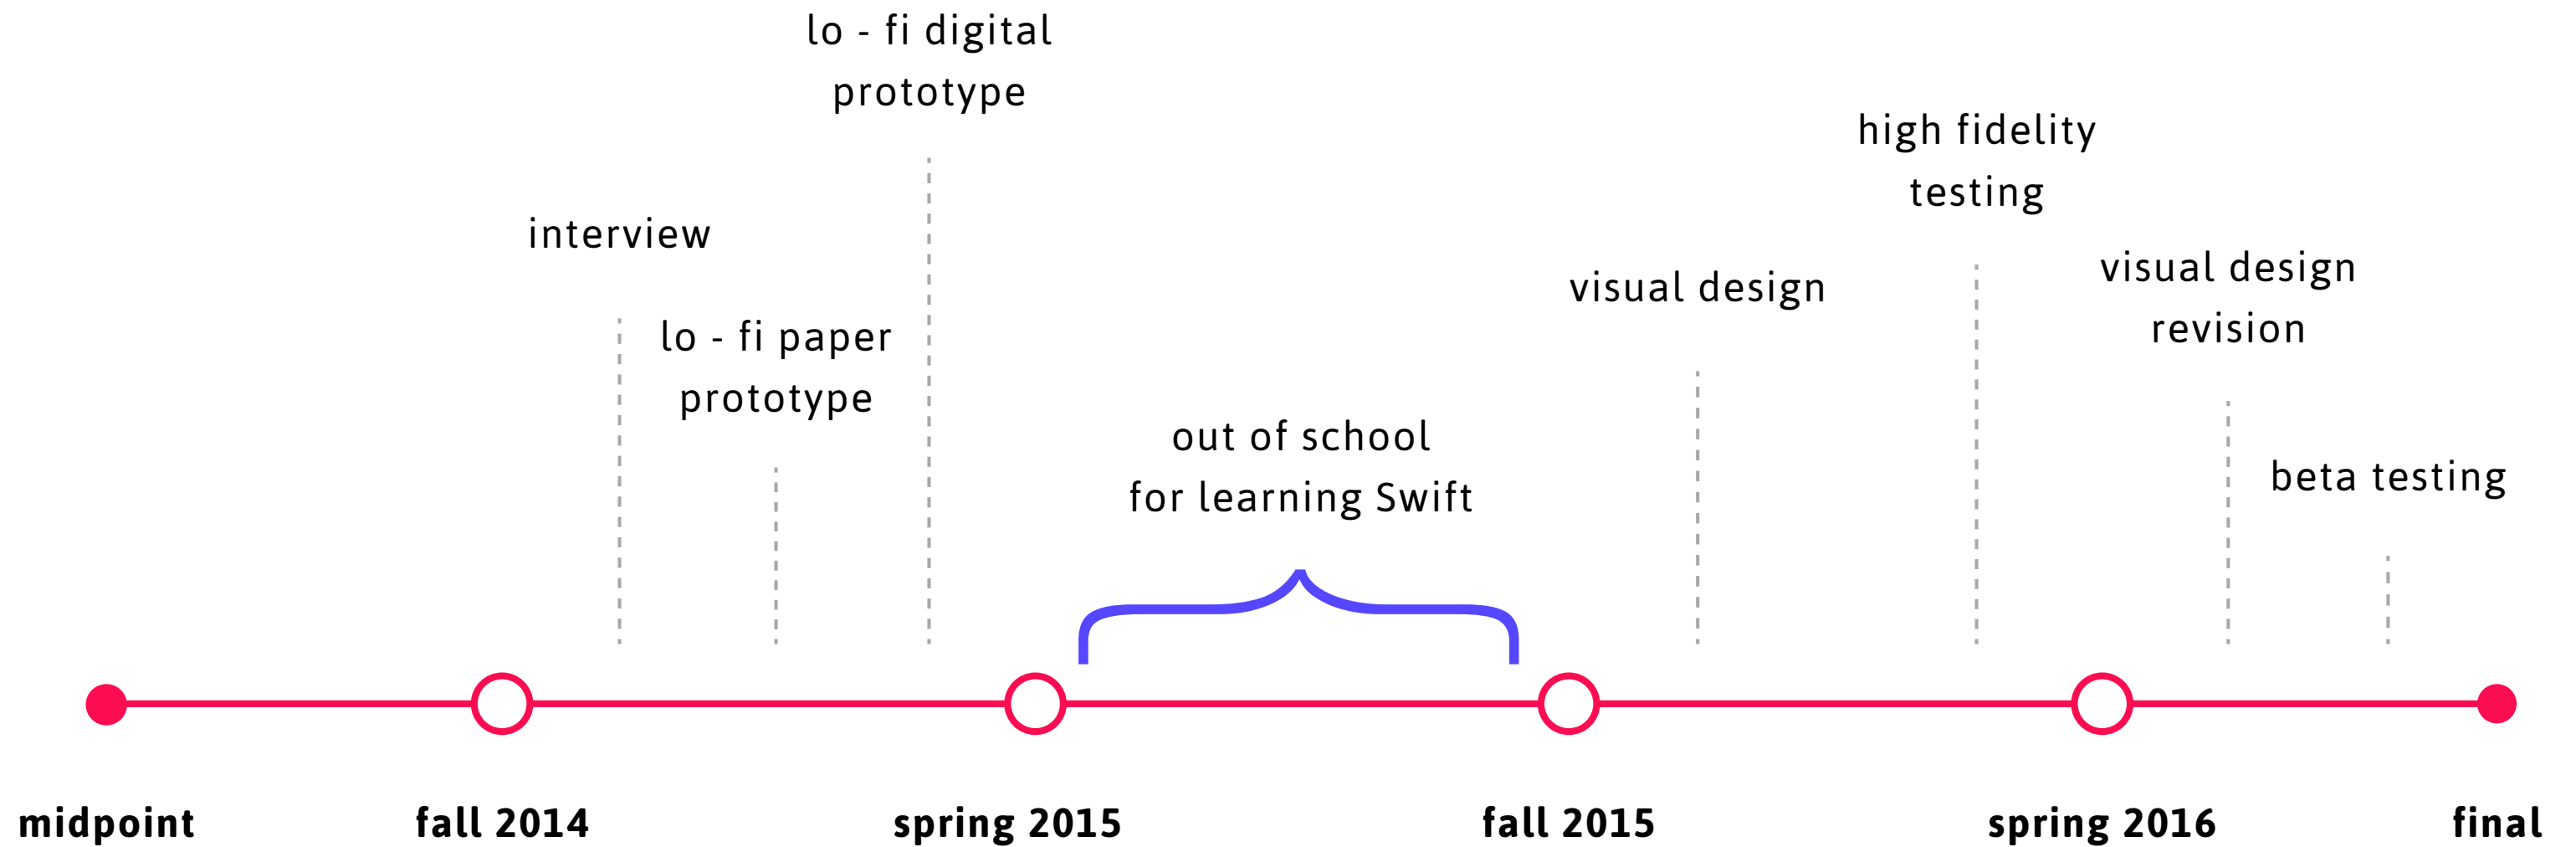 lo - fi digital
prototype
high fidelity
testing
interview
visual design
revision
visual design
lo - fi paper
prototype
out of school
for learning Swift
beta testing
midpoint
fall 2014
spring 2015
fall 2015
spring 2016
final